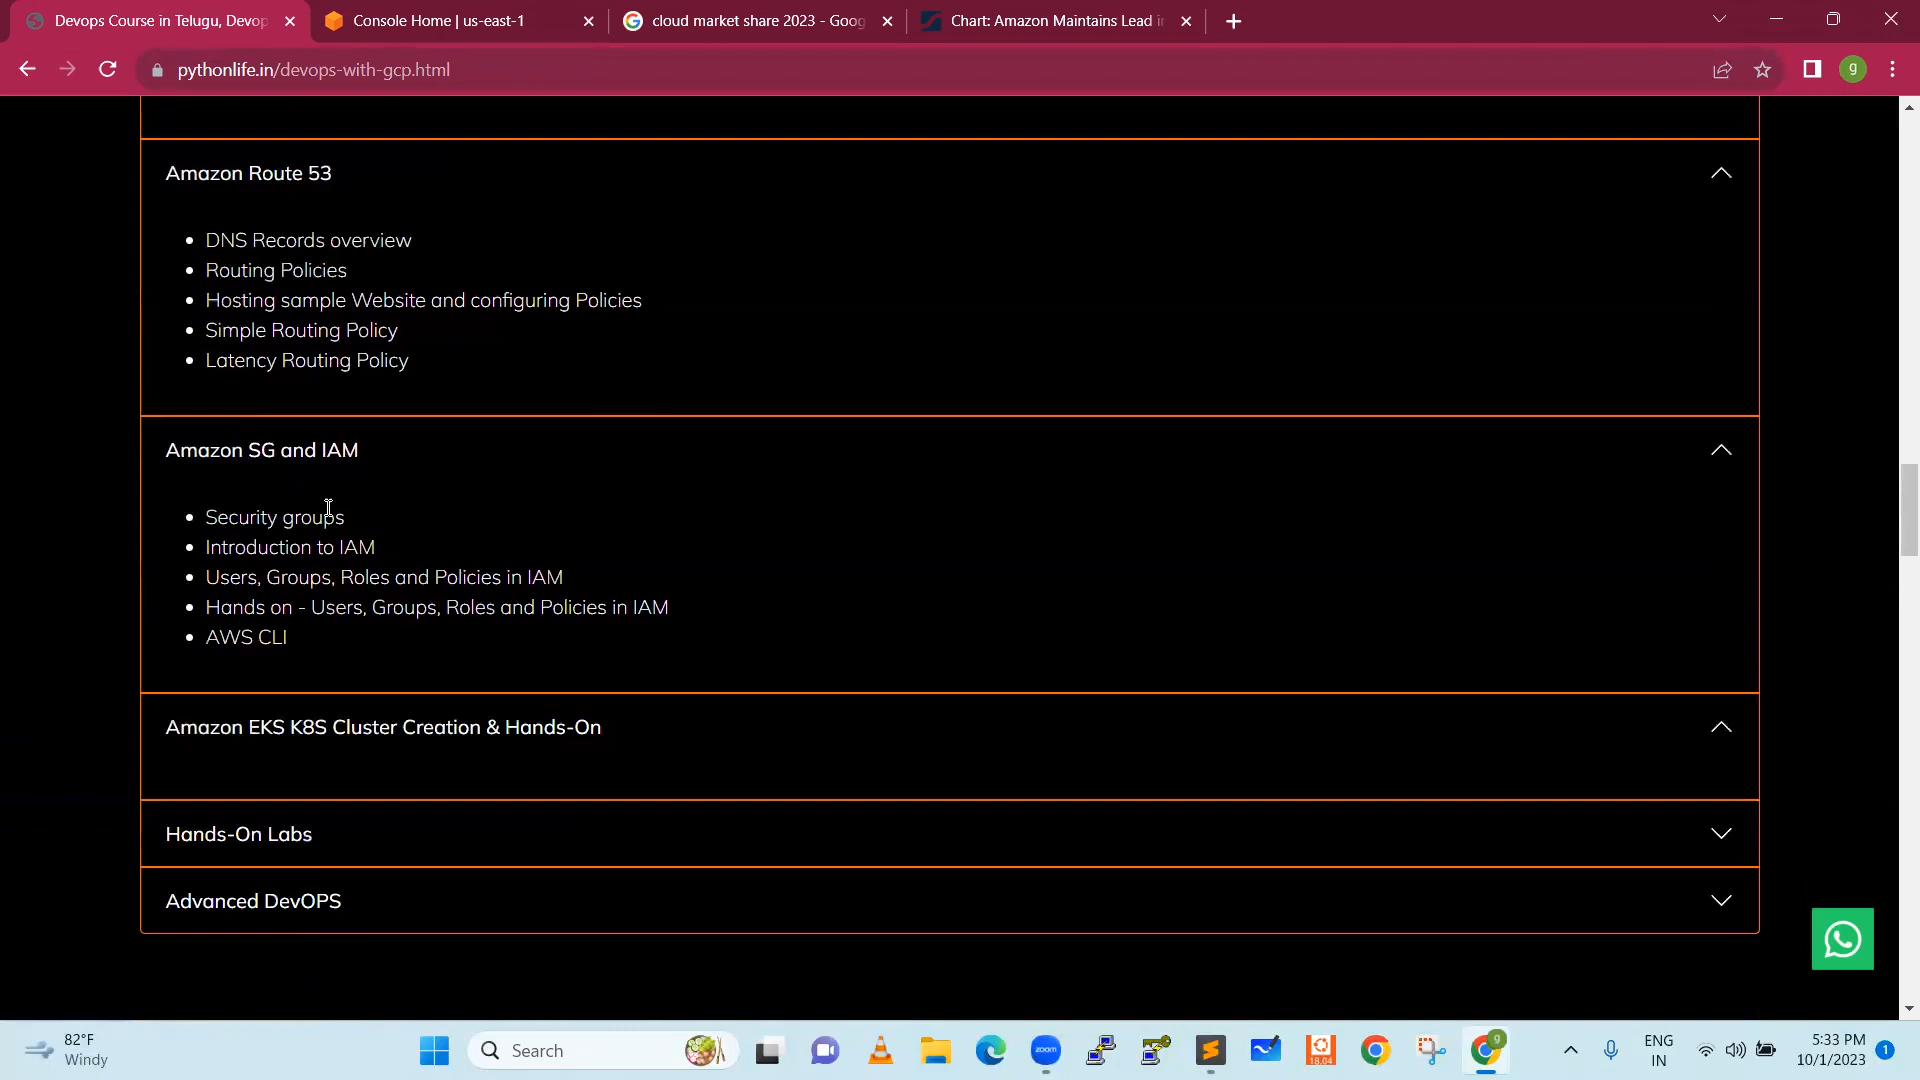 Devops Course in Telugu, Devop
Console Home | us-east-1
cloud market share 2023 - Goog
Chart: Amazon Maintains Lead i
pythonlife.in/devops-with-gcp.html
g
Amazon Route 53
DNS Records overview
Routing Policies
Hosting sample Website and configuring Policies
Simple Routing Policy
Latency Routing Policy
Amazon SG and IAM
Security groups
Introduction to IAM
Users, Groups, Roles and Policies in IAM
Hands on - Users, Groups, Roles and Policies in IAM
AWS CLI
Amazon EKS K8S Cluster Creation & Hands-On
Hands-On Labs
Advanced DevOPS
82°F
Windy
Search
zoom
18.04
g
ENG
IN
5:33 PM
10/1/2023
1